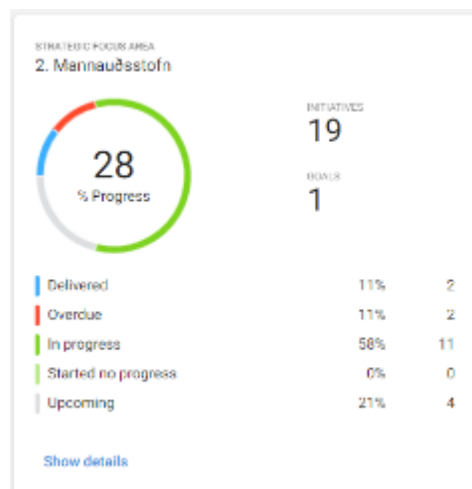 STRATEGIC FOCUS AREA
2. Mannauðsstofn
28
% Progress
INITIATIVES
19
GOALS
1
Delivered 11% 2
Overdue 11% 2
In progress 58% 11
Started no progress 0% 0
Upcoming 21% 4
Show details